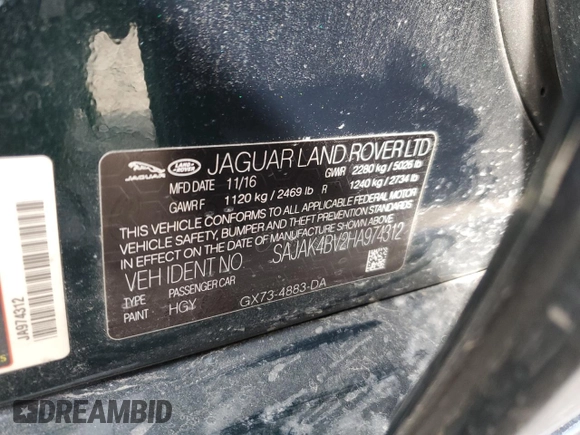 JAGUAR
LAND ROVER
JAGUAR LAND ROVER LTD
MFD DATE 11/16 GWR 2280 kg / 5026 lb
GAWR F 1120 kg / 2469 lb R 1240 kg / 2734 lb
THIS VEHICLE CONFORMS TO ALL APPLICABLE FEDERAL MOTOR
VEHICLE SAFETY, BUMPER, AND THEFT PREVENTION STANDARDS
IN EFFECT ON THE DATE OF MANUFACTURE SHOWN ABOVE.
VEH IDENT NO SAJAK4BV2HA974312
TYPE PASSENGER CAR
PAINT HGY GX73-4883-DA
JA974312
DREAMBID